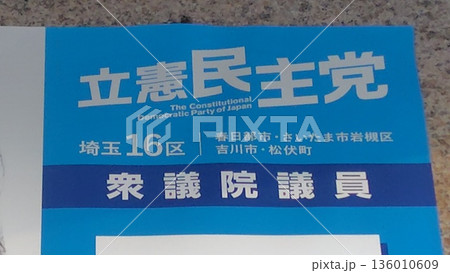 立憲民主党
The Constitutional
Democratic Party of Japan
埼玉16区
春日部市・さいたま市岩槻区
吉川市・松伏町
衆議院議員
PIXTA
136010609